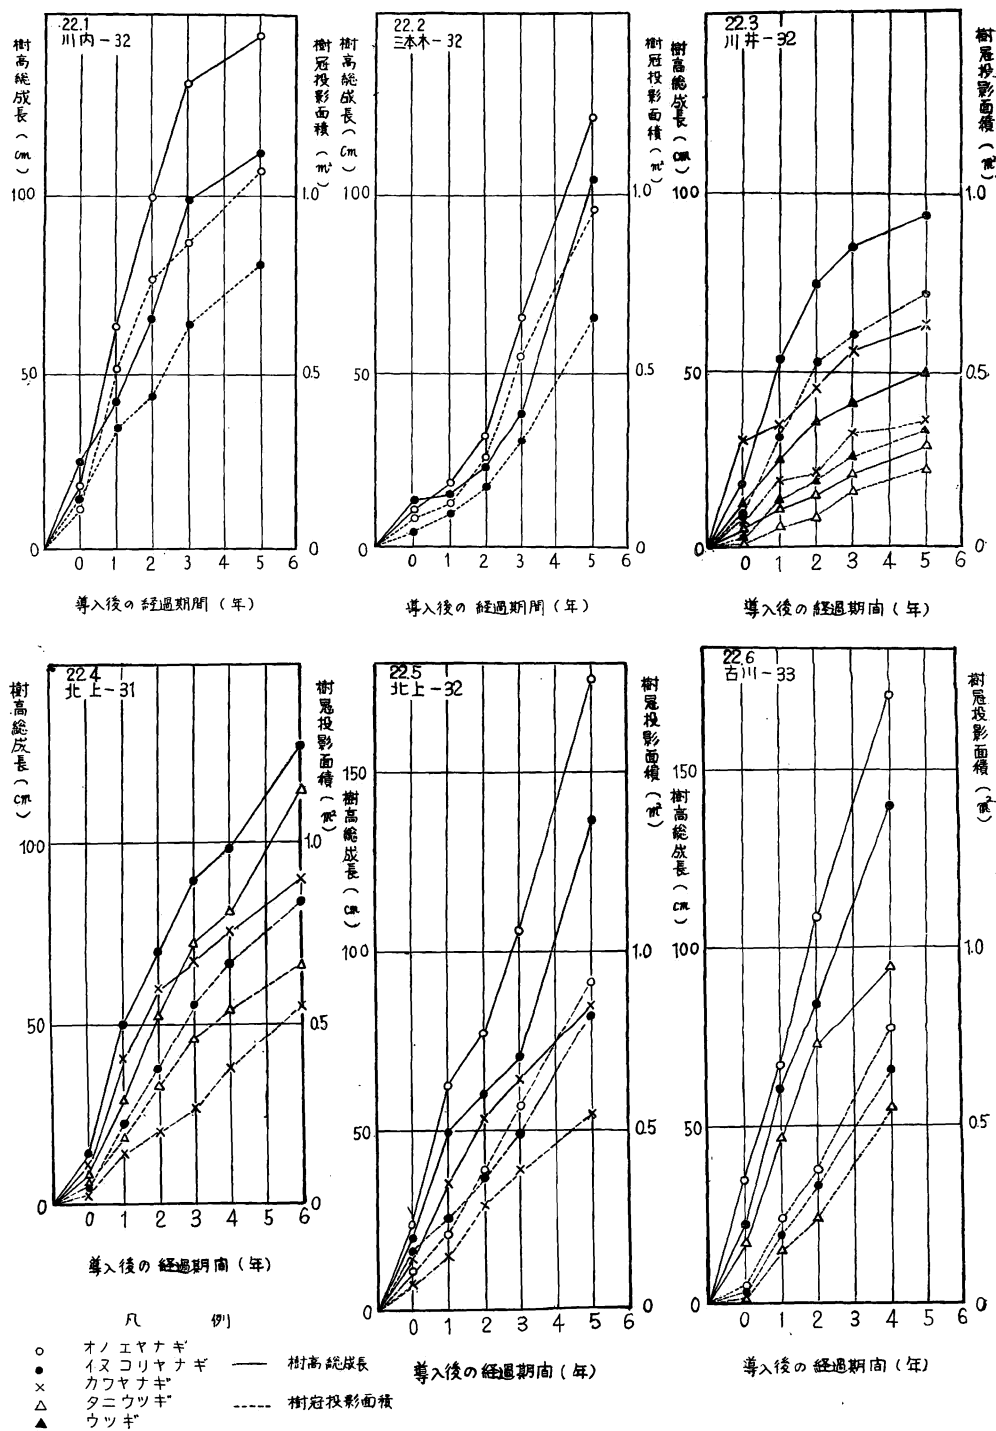 22.1
川内-32
樹高総成長(cm)
樹冠投影面積(m²)
100
50
0
1.0
0.5
0
0 1 2 3 4 5 6
導入後の経過期間(年)
22.2
三本木-32
樹高総成長(cm)
樹冠投影面積(m²)
100
50
0
1.0
0.5
0
0 1 2 3 4 5 6
導入後の経過期間(年)
22.3
川井-32
樹高総成長(cm)
樹冠投影面積(m²)
100
50
0
1.0
0.5
0
0 1 2 3 4 5 6
導入後の経過期間(年)
22.4
北上-31
樹高総成長(cm)
樹冠投影面積(m²)
100
50
0
1.0
0.5
0
0 1 2 3 4 5 6
導入後の経過期間(年)
22.5
北上-32
樹高総成長(cm)
樹冠投影面積(m²)
150
100
50
0
1.0
0.5
0
0 1 2 3 4 5 6
導入後の経過期間(年)
22.6
古川-33
樹高総成長(cm)
樹冠投影面積(m²)
150
100
50
0
1.0
0.5
0
0 1 2 3 4 5 6
導入後の経過期間(年)
凡 例
○ オノエヤナギ
● イヌコリヤナギ
× カワヤナギ
△ タニウツギ
▲ ウツギ
樹高総成長
樹冠投影面積